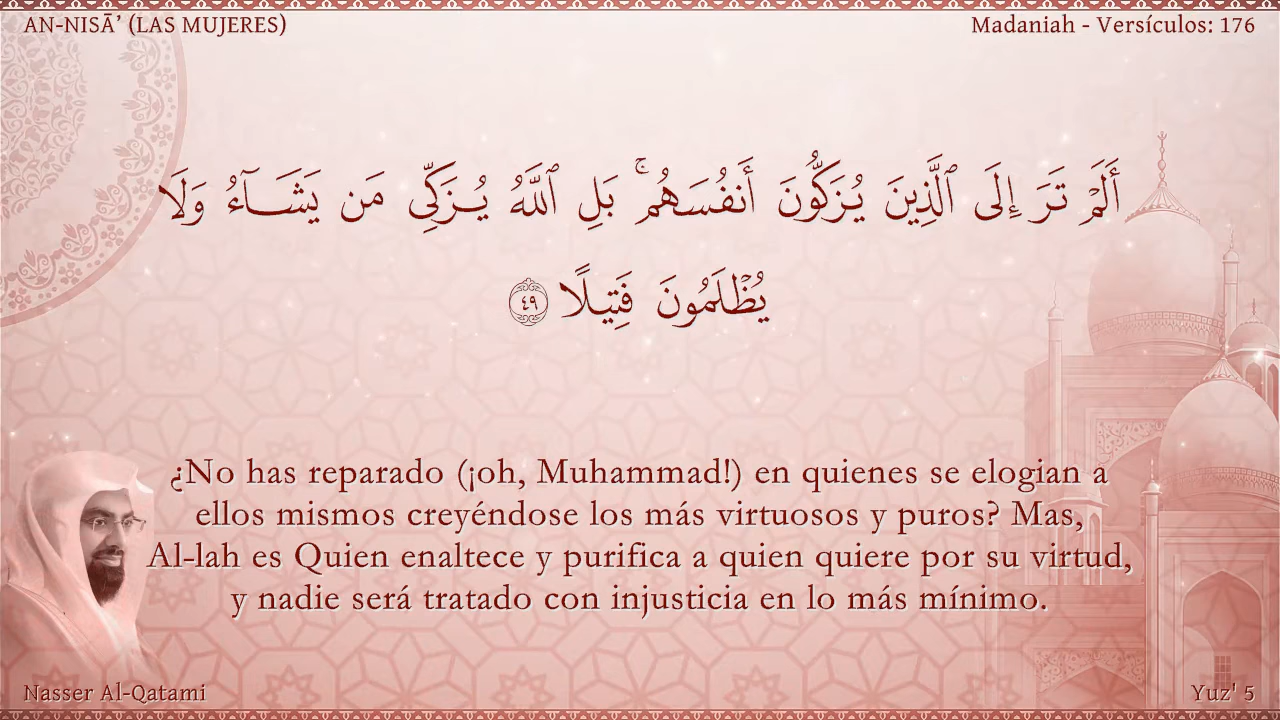 AN-NISĀ’ (LAS MUJERES)
Madaniah - Versículos: 176
أَلَمْ تَرَ إِلَى ٱلَّذِينَ يُزَكُّونَ أَنفُسَهُمۚ بَلِ ٱللَّهُ يُزَكِّى مَن يَشَآءُ وَلَا
يُظْلَمُونَ فَتِيلًا ٤٩
¿No has reparado (¡oh, Muhammad!) en quienes se elogian a
ellos mismos creyéndose los más virtuosos y puros? Mas,
Al-lah es Quien enaltece y purifica a quien quiere por su virtud,
y nadie será tratado con injusticia en lo más mínimo.
Nasser Al-Qatami
Yuz' 5